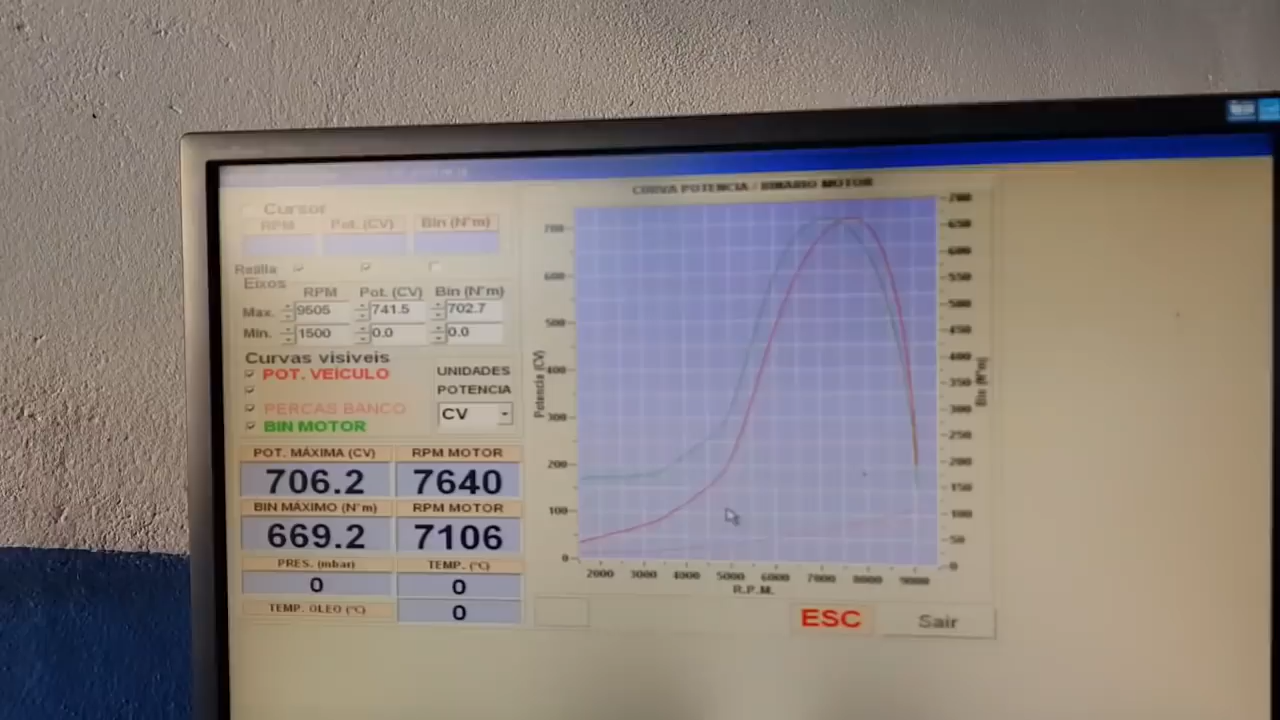 CURVA POTENCIA / BINARIO MOTOR
Cursor
RPM Pot. (CV) Bin (N*m)
Realla
Eixos
RPM Pot. (CV) Bin (N*m)
Max. 9505 741.5 702.7
Min. 1500 0.0 0.0
Curvas visiveis
POT. VEÍCULO
PERCAS BANCO
BIN MOTOR
UNIDADES
POTENCIA
CV
POT. MÁXIMA (CV) RPM MOTOR
706.2 7640
BIN MÁXIMO (N*m) RPM MOTOR
669.2 7106
PRES. (mbar) TEMP. (°C)
0 0
TEMP. OLEO (°C) 0
Potencia (CV)
700
600
500
400
300
200
100
0
2000 3000 4000 5000 6000 7000 8000 9000
R.P.M.
700
650
600
550
500
450
400
350
300
250
200
150
100
50
0
Bin (N*m)
ESC Sair